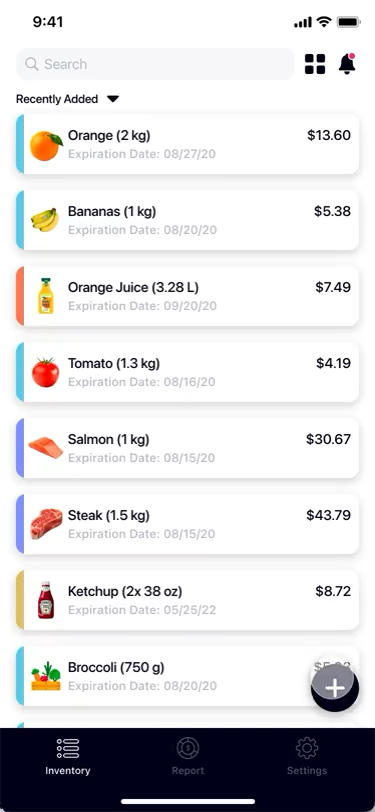 9:41
Search
Recently Added
Orange (2 kg) $13.60
Expiration Date: 08/27/20
Bananas (1 kg) $5.38
Expiration Date: 08/20/20
Orange Juice (3.28 L) $7.49
Expiration Date: 09/20/20
Tomato (1.3 kg) $4.19
Expiration Date: 08/16/20
Salmon (1 kg) $30.67
Expiration Date: 08/15/20
Steak (1.5 kg) $43.79
Expiration Date: 08/15/20
Ketchup (2x 38 oz) $8.72
Expiration Date: 05/25/22
Broccoli (750 g)
Expiration Date: 08/20/20
Inventory Report Settings